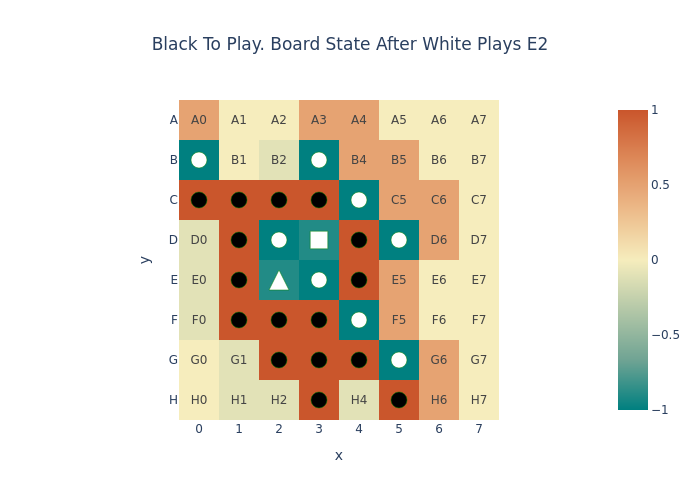 Black To Play. Board State After White Plays E2
A A0 A1 A2 A3 A4 A5 A6 A7
B B1 B2 B4 B5 B6 B7
C C5 C6 C7
D D0 D6 D7
E E0 E5 E6 E7
F F0 F5 F6 F7
G G0 G1 G6 G7
H H0 H1 H2 H4 H6 H7
0 1 2 3 4 5 6 7
x
y
1
0.5
0
−0.5
−1